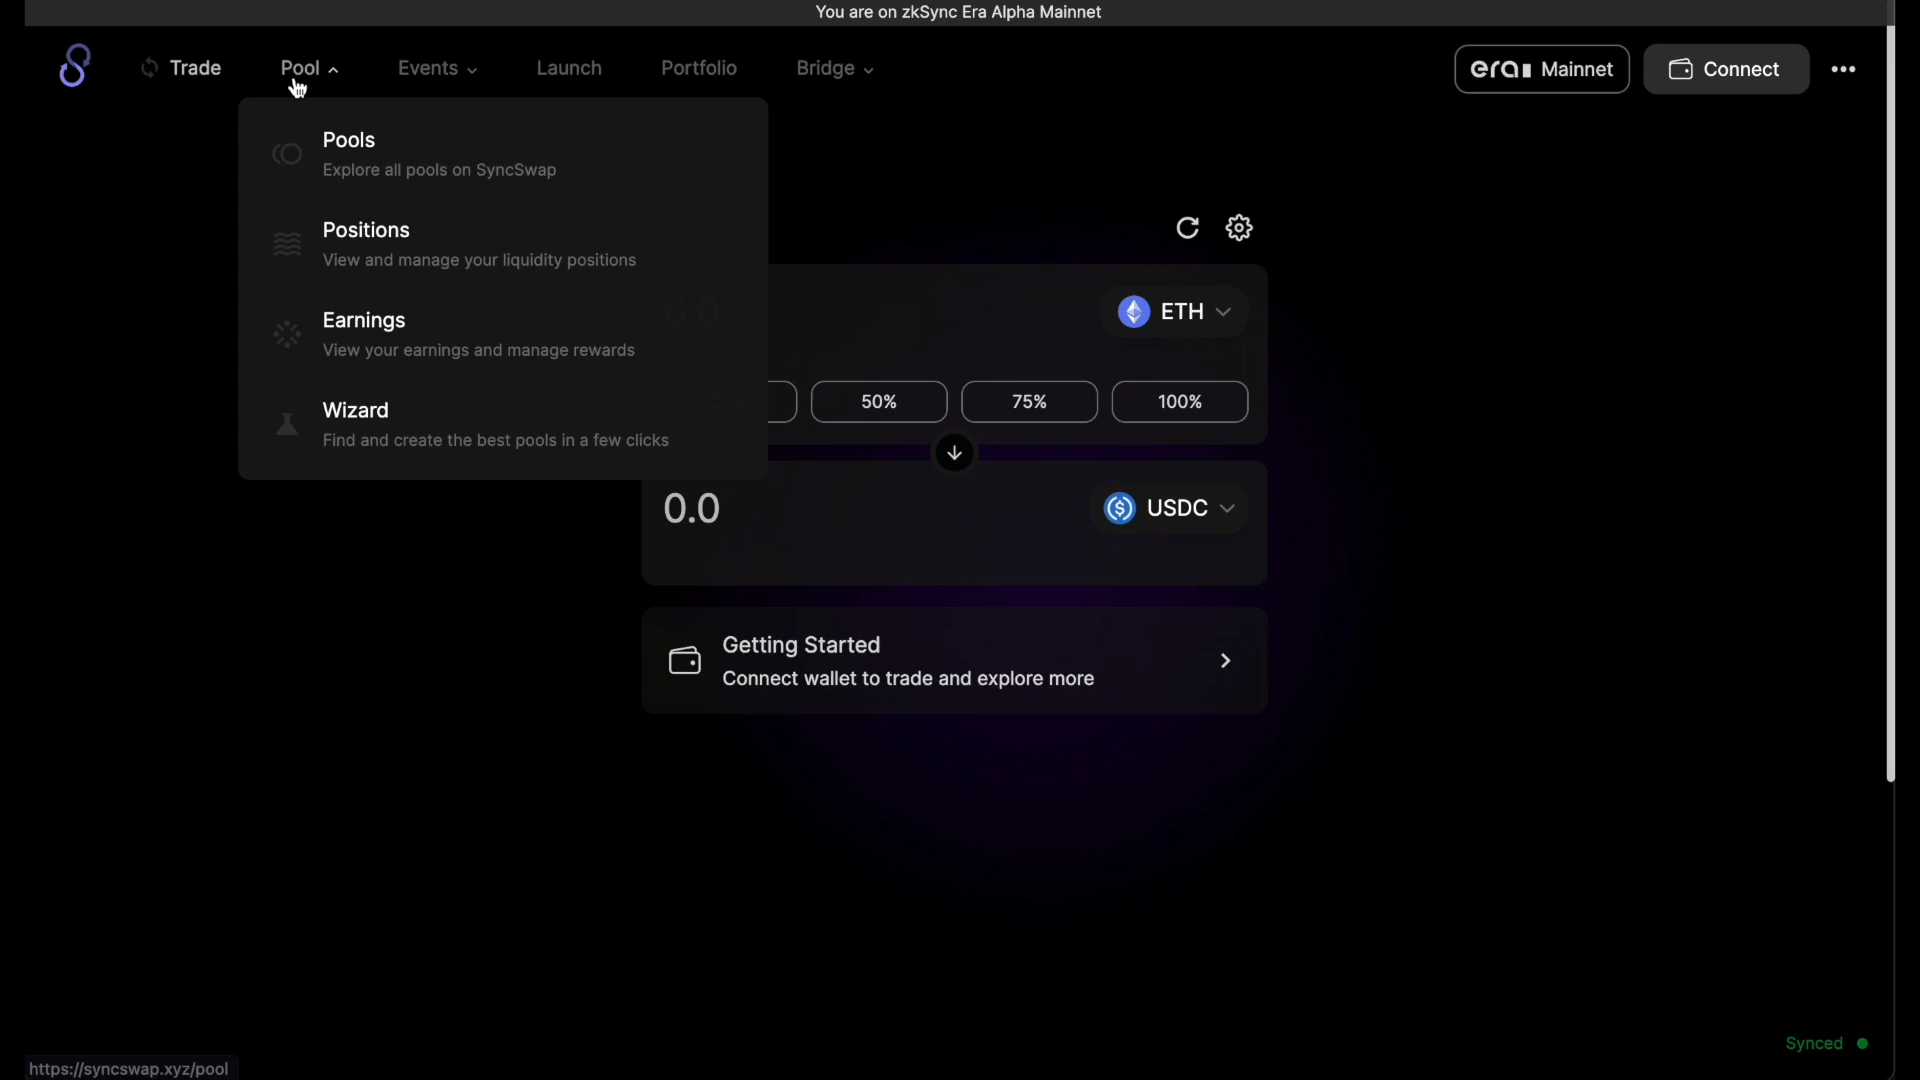 You are on zkSync Era Alpha Mainnet
Trade Pool Events Launch Portfolio Bridge era Mainnet Connect
Pools
Explore all pools on SyncSwap
Positions
View and manage your liquidity positions
0.0
ETH
Earnings
View your earnings and manage rewards
50% 75% 100%
Wizard
Find and create the best pools in a few clicks
0.0
USDC
Getting Started
Connect wallet to trade and explore more
Synced
https://syncswap.xyz/pool